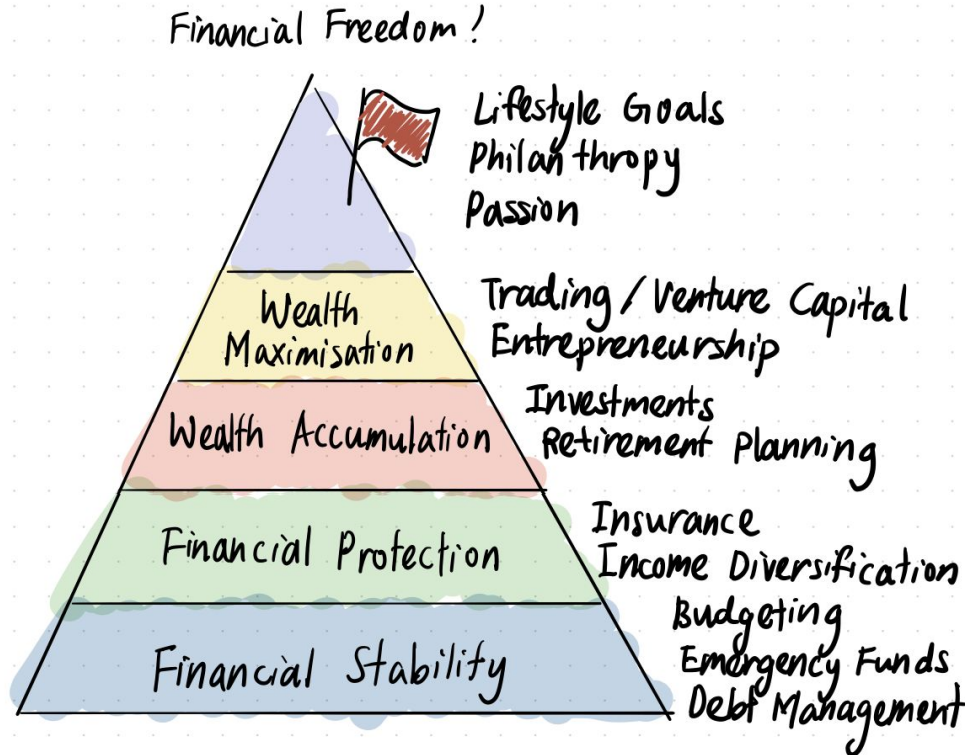 Financial Freedom!
Lifestyle Goals
Philanthropy
Passion
Wealth
Maximisation
Trading / Venture Capital
Entrepreneurship
Wealth Accumulation
Investments
Retirement Planning
Financial Protection
Insurance
Income Diversification
Financial Stability
Budgeting
Emergency Funds
Debt Management